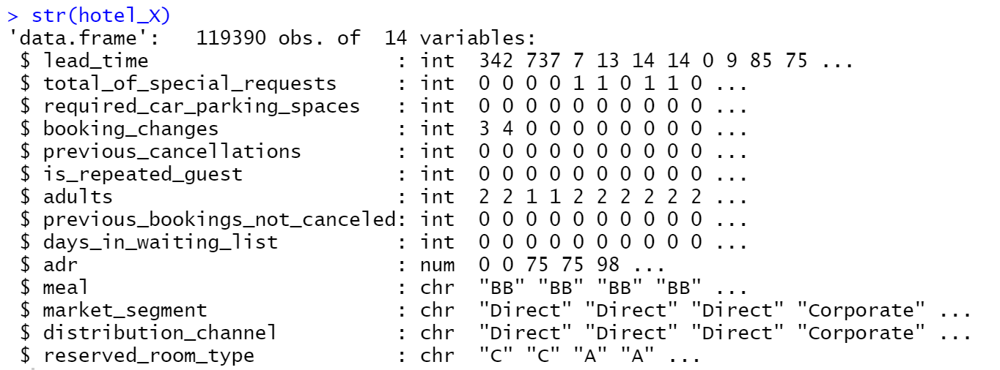 > str(hotel_X)
'data.frame':   119390 obs. of  14 variables:
 $ lead_time                     : int  342 737 7 13 14 14 0 9 85 75 ...
 $ total_of_special_requests     : int  0 0 0 0 1 1 0 1 1 0 ...
 $ required_car_parking_spaces   : int  0 0 0 0 0 0 0 0 0 0 ...
 $ booking_changes               : int  3 4 0 0 0 0 0 0 0 0 ...
 $ previous_cancellations        : int  0 0 0 0 0 0 0 0 0 0 ...
 $ is_repeated_guest             : int  0 0 0 0 0 0 0 0 0 0 ...
 $ adults                        : int  2 2 1 1 2 2 2 2 2 2 ...
 $ previous_bookings_not_canceled: int  0 0 0 0 0 0 0 0 0 0 ...
 $ days_in_waiting_list          : int  0 0 0 0 0 0 0 0 0 0 ...
 $ adr                           : num  0 0 75 75 98 ...
 $ meal                          : chr  "BB" "BB" "BB" "BB" ...
 $ market_segment                : chr  "Direct" "Direct" "Direct" "Corporate" ...
 $ distribution_channel          : chr  "Direct" "Direct" "Direct" "Corporate" ...
 $ reserved_room_type            : chr  "C" "C" "A" "A" ...